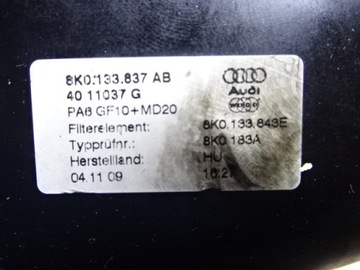 8K0.133.837 AB
40 11037 G
Audi
PA6 GF10+MD20
Filterelement: 8K0.133.843E
Typprüfnr.: 8K0.183A
Herstelland: HU
04.11.09 16:27